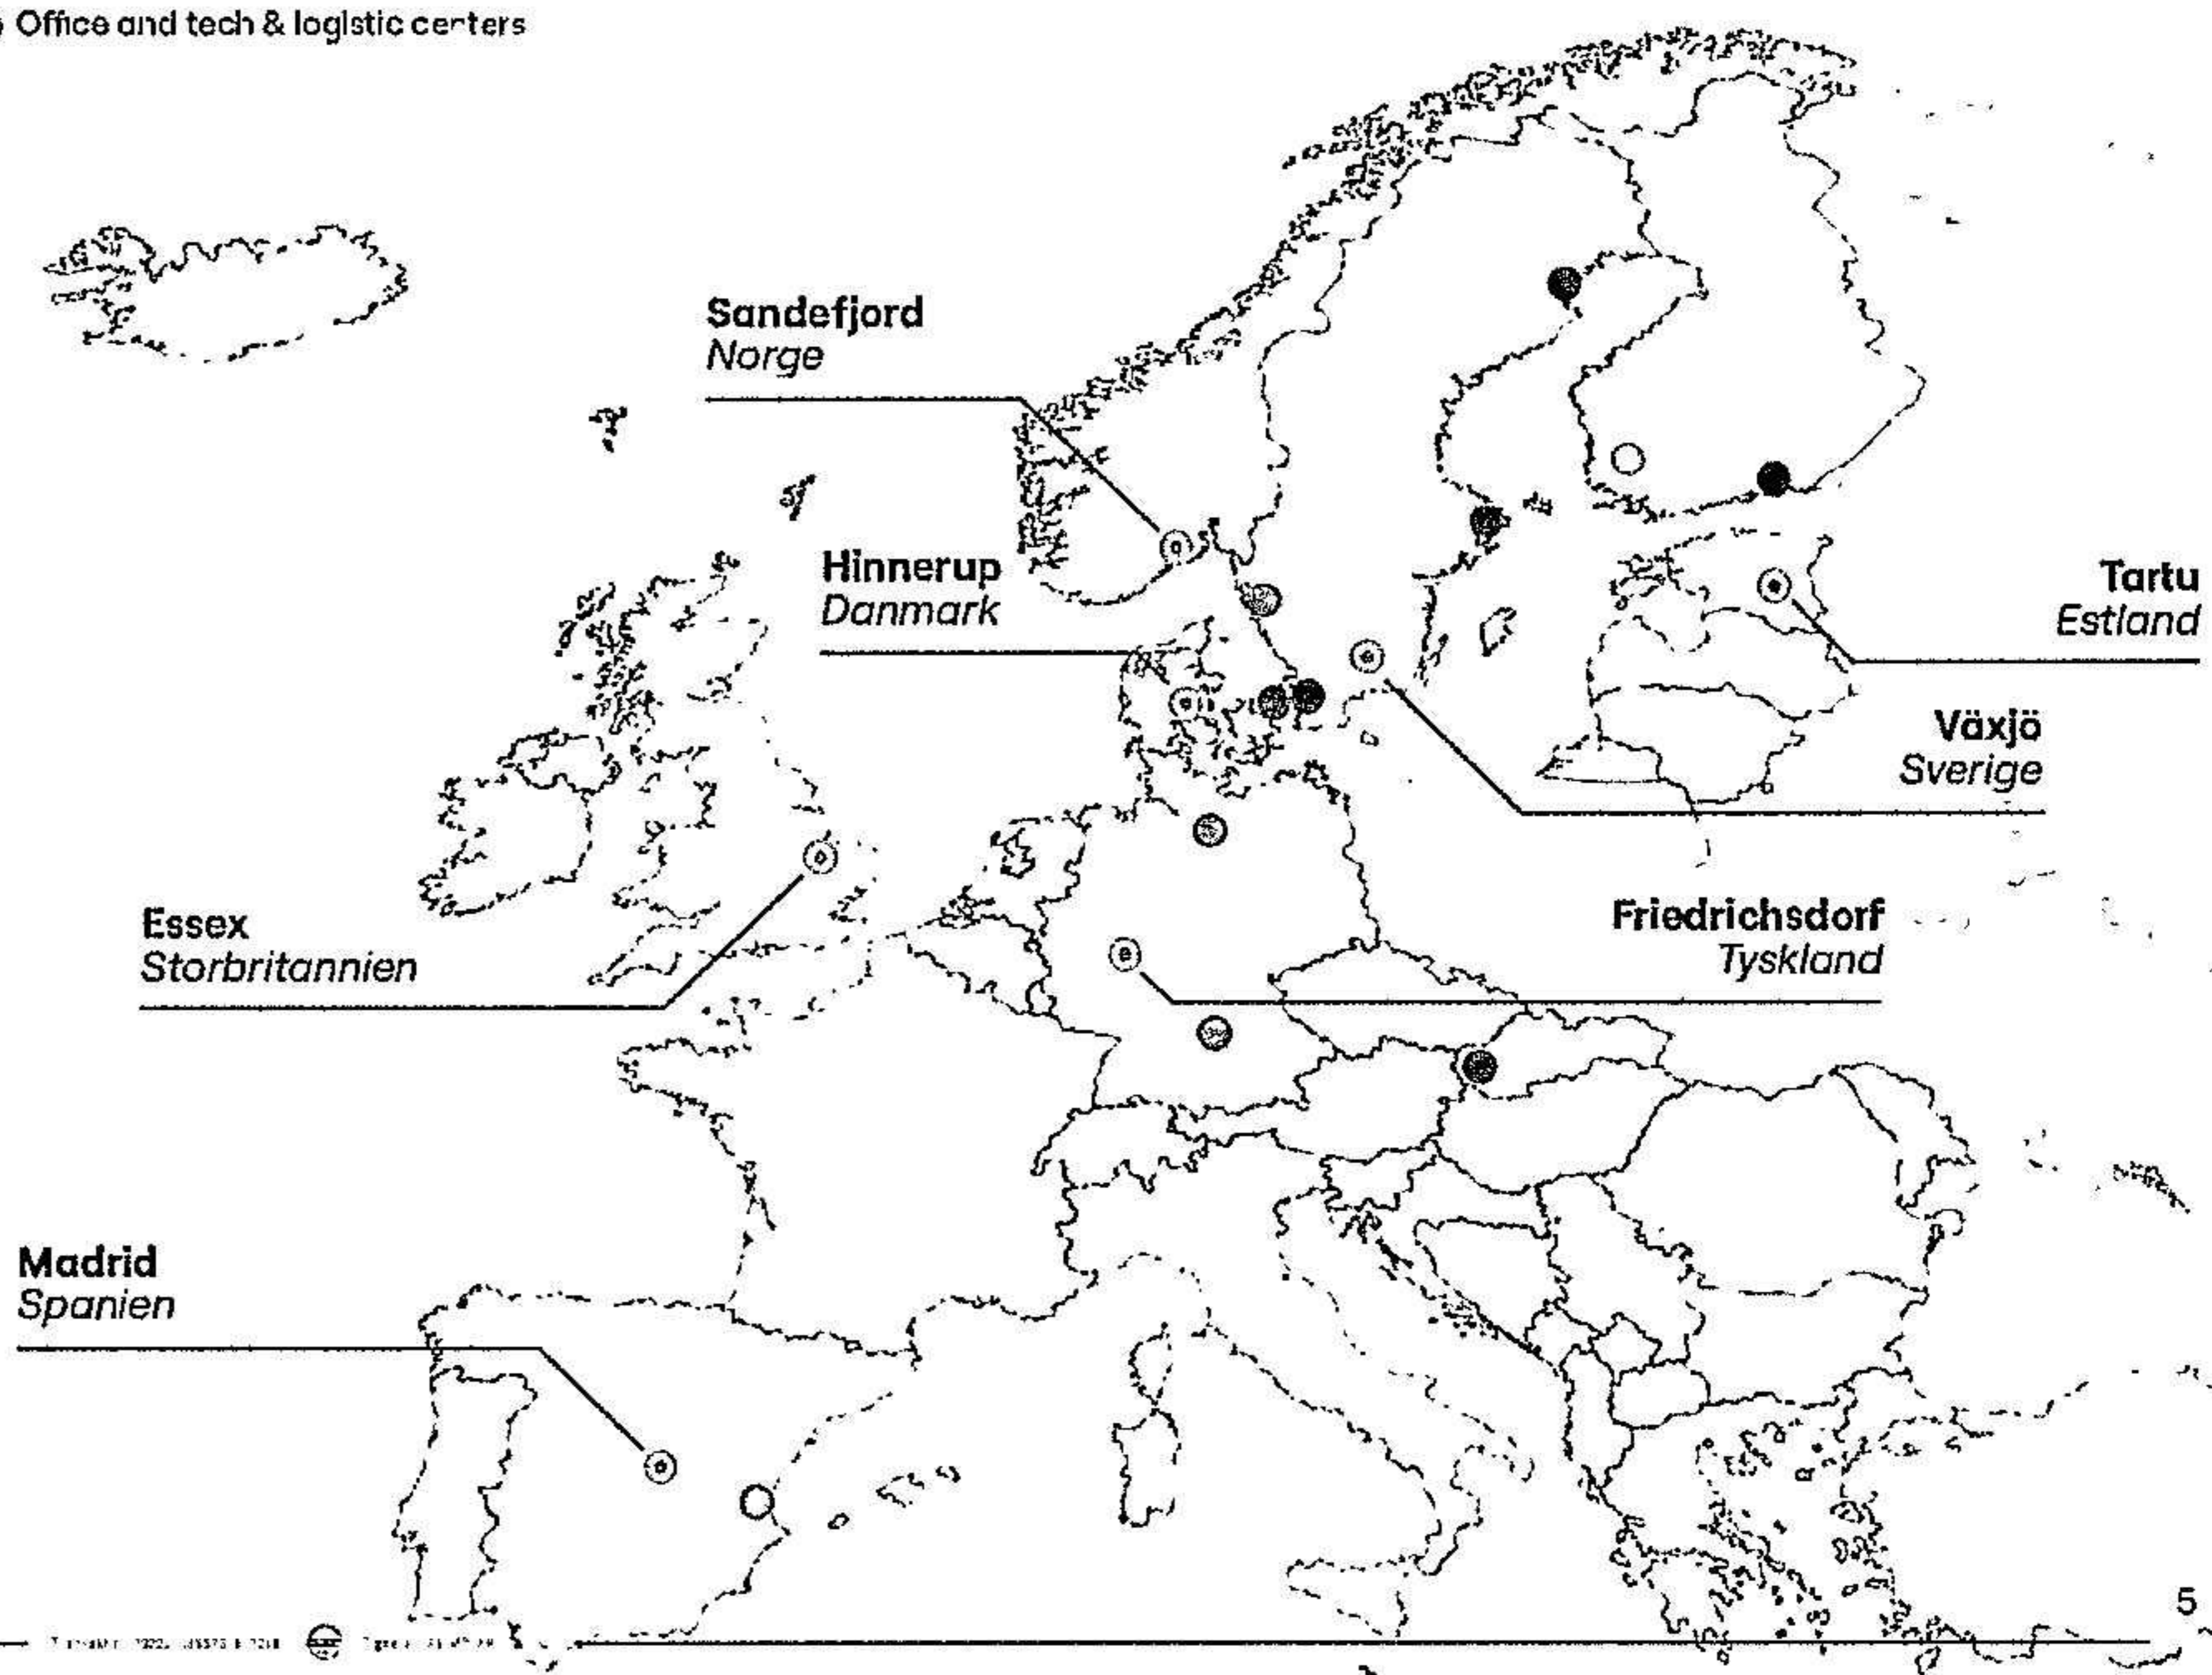 Office and tech & logistic centers
Sandefjord
Norge
Hinnerup
Danmark
Tartu
Estland
Växjö
Sverige
Essex
Storbritannien
Friedrichsdorf
Tyskland
Madrid
Spanien
5